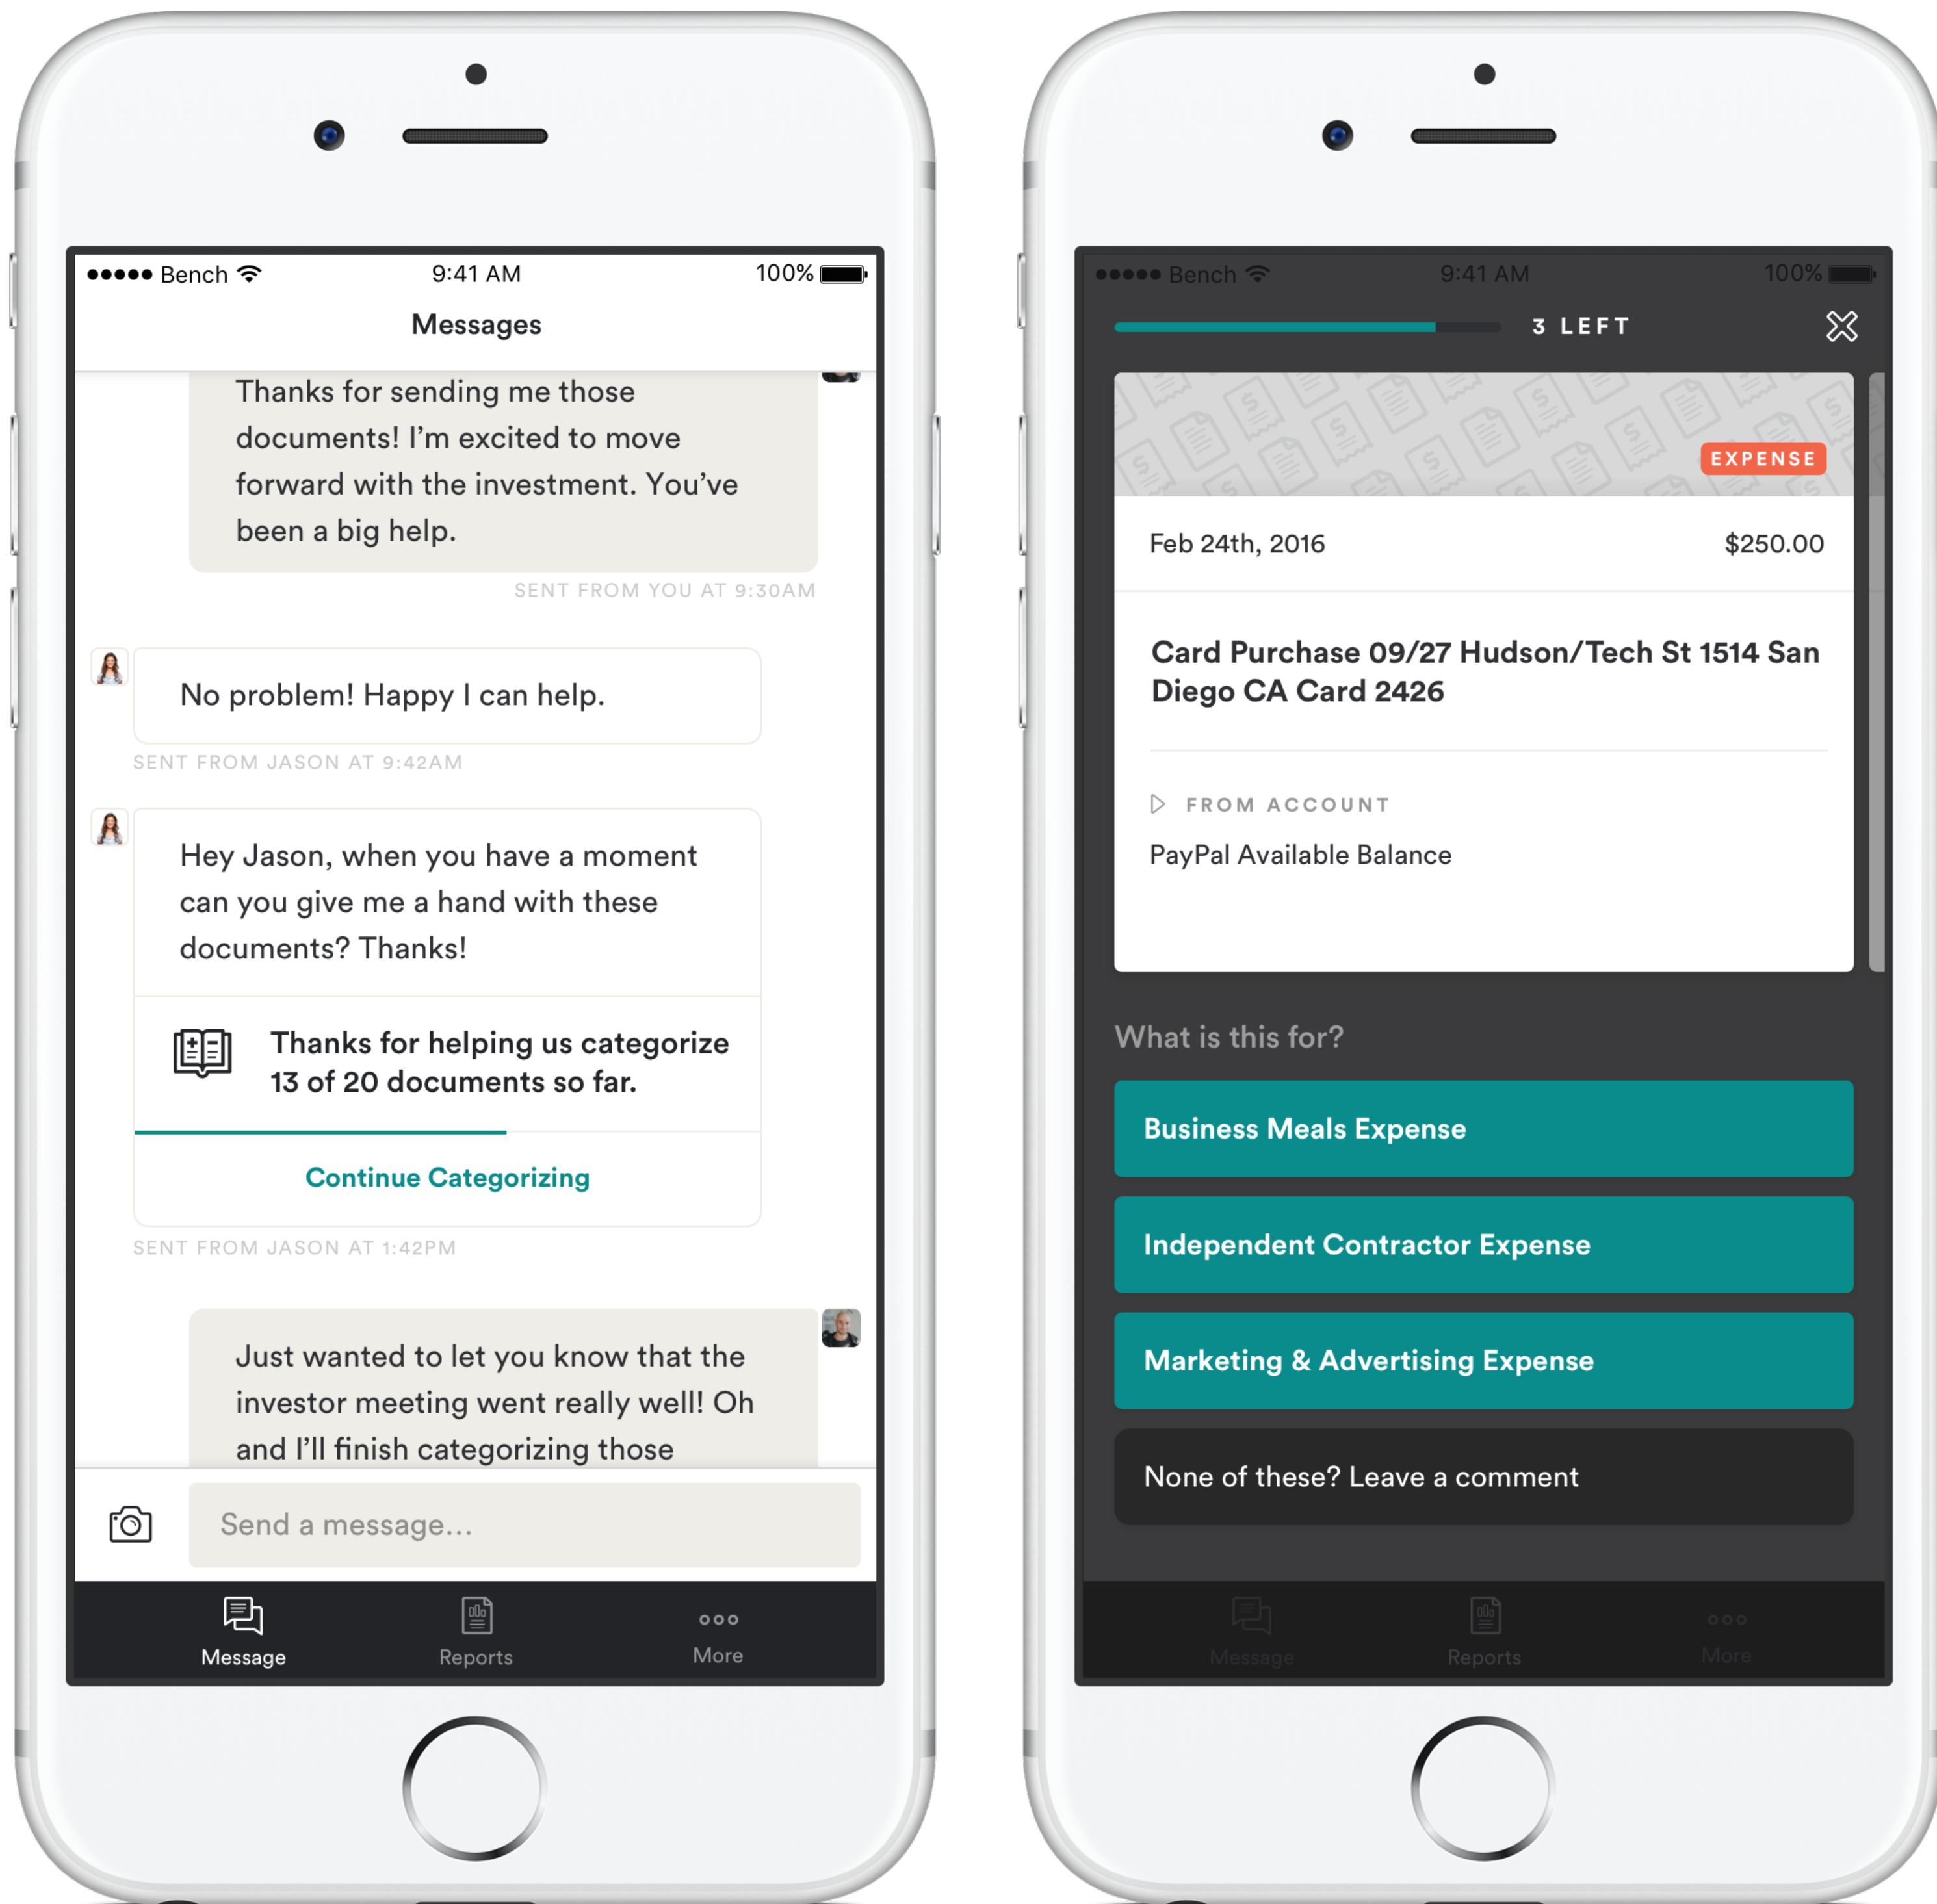 Bench
9:41 AM
100%
Messages
Thanks for sending me those
documents! I’m excited to move
forward with the investment. You’ve
been a big help.
SENT FROM YOU AT 9:30AM
No problem! Happy I can help.
SENT FROM JASON AT 9:42AM
Hey Jason, when you have a moment
can you give me a hand with these
documents? Thanks!
Thanks for helping us categorize
13 of 20 documents so far.
Continue Categorizing
SENT FROM JASON AT 1:42PM
Just wanted to let you know that the
investor meeting went really well! Oh
and I’ll finish categorizing those
Send a message...
Message
Reports
More
Bench
9:41 AM
100%
3 LEFT
EXPENSE
Feb 24th, 2016
$250.00
Card Purchase 09/27 Hudson/Tech St 1514 San
Diego CA Card 2426
FROM ACCOUNT
PayPal Available Balance
What is this for?
Business Meals Expense
Independent Contractor Expense
Marketing & Advertising Expense
None of these? Leave a comment
Message
Reports
More